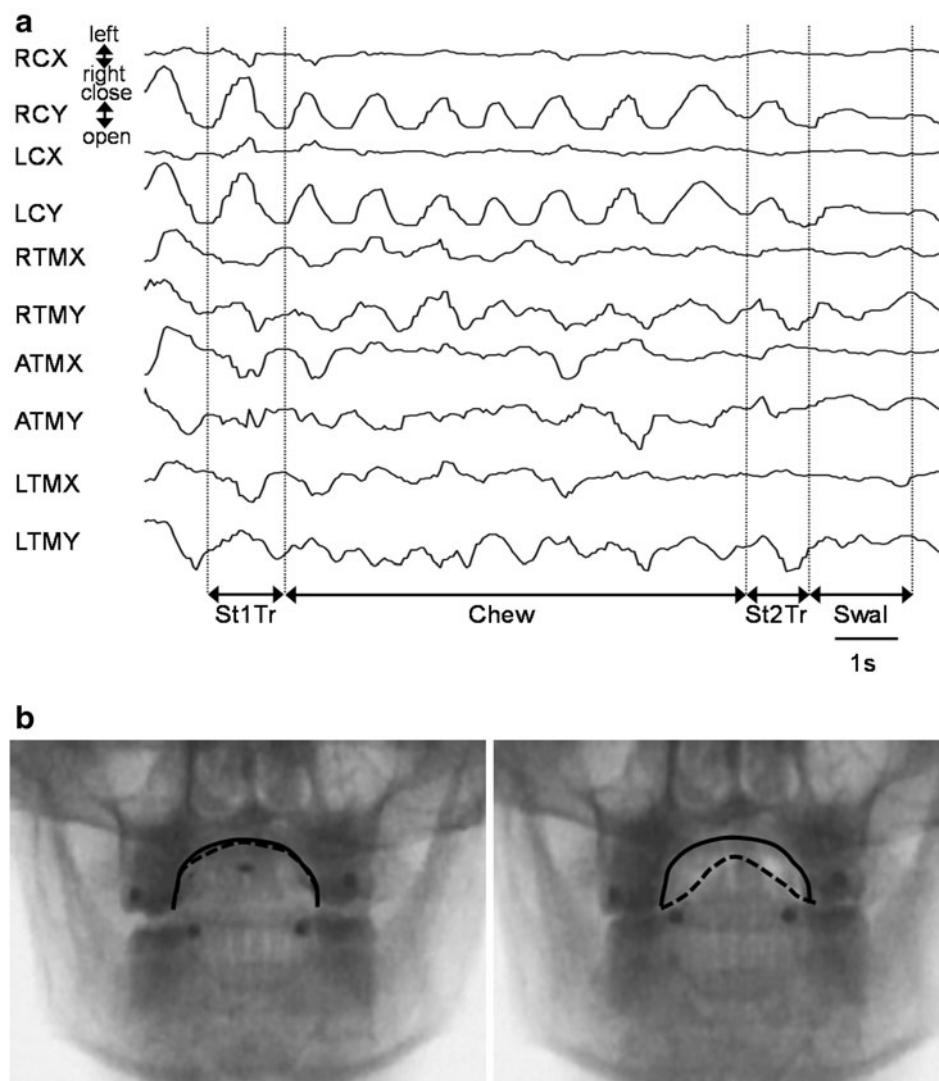 a
left
RCX
right
close
RCY
open
LCX
LCY
RTMX
RTMY
ATMX
ATMY
LTMX
LTMY
St1Tr Chew St2Tr Swal
1s
b